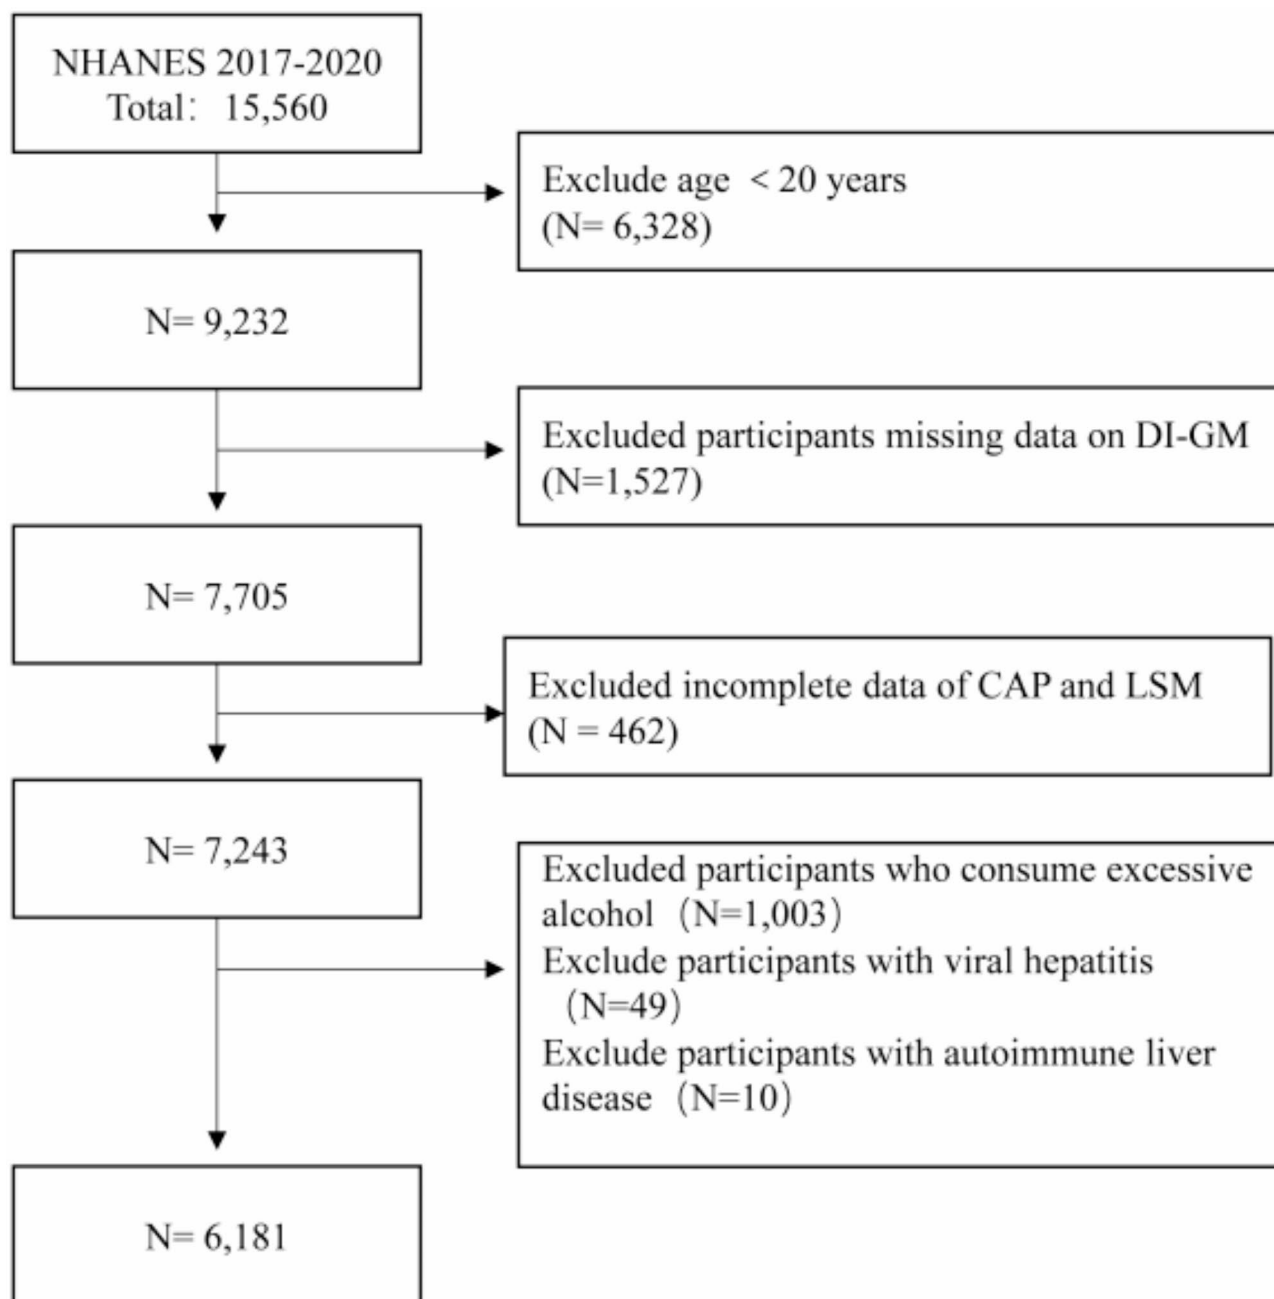 NHANES 2017-2020
Total： 15,560
Exclude age < 20 years
(N= 6,328)
N= 9,232
Excluded participants missing data on DI-GM
(N=1,527)
N= 7,705
Excluded incomplete data of CAP and LSM
(N = 462)
N= 7,243
Excluded participants who consume excessive
alcohol（N=1,003）
Exclude participants with viral hepatitis
（N=49）
Exclude participants with autoimmune liver
disease（N=10）
N= 6,181